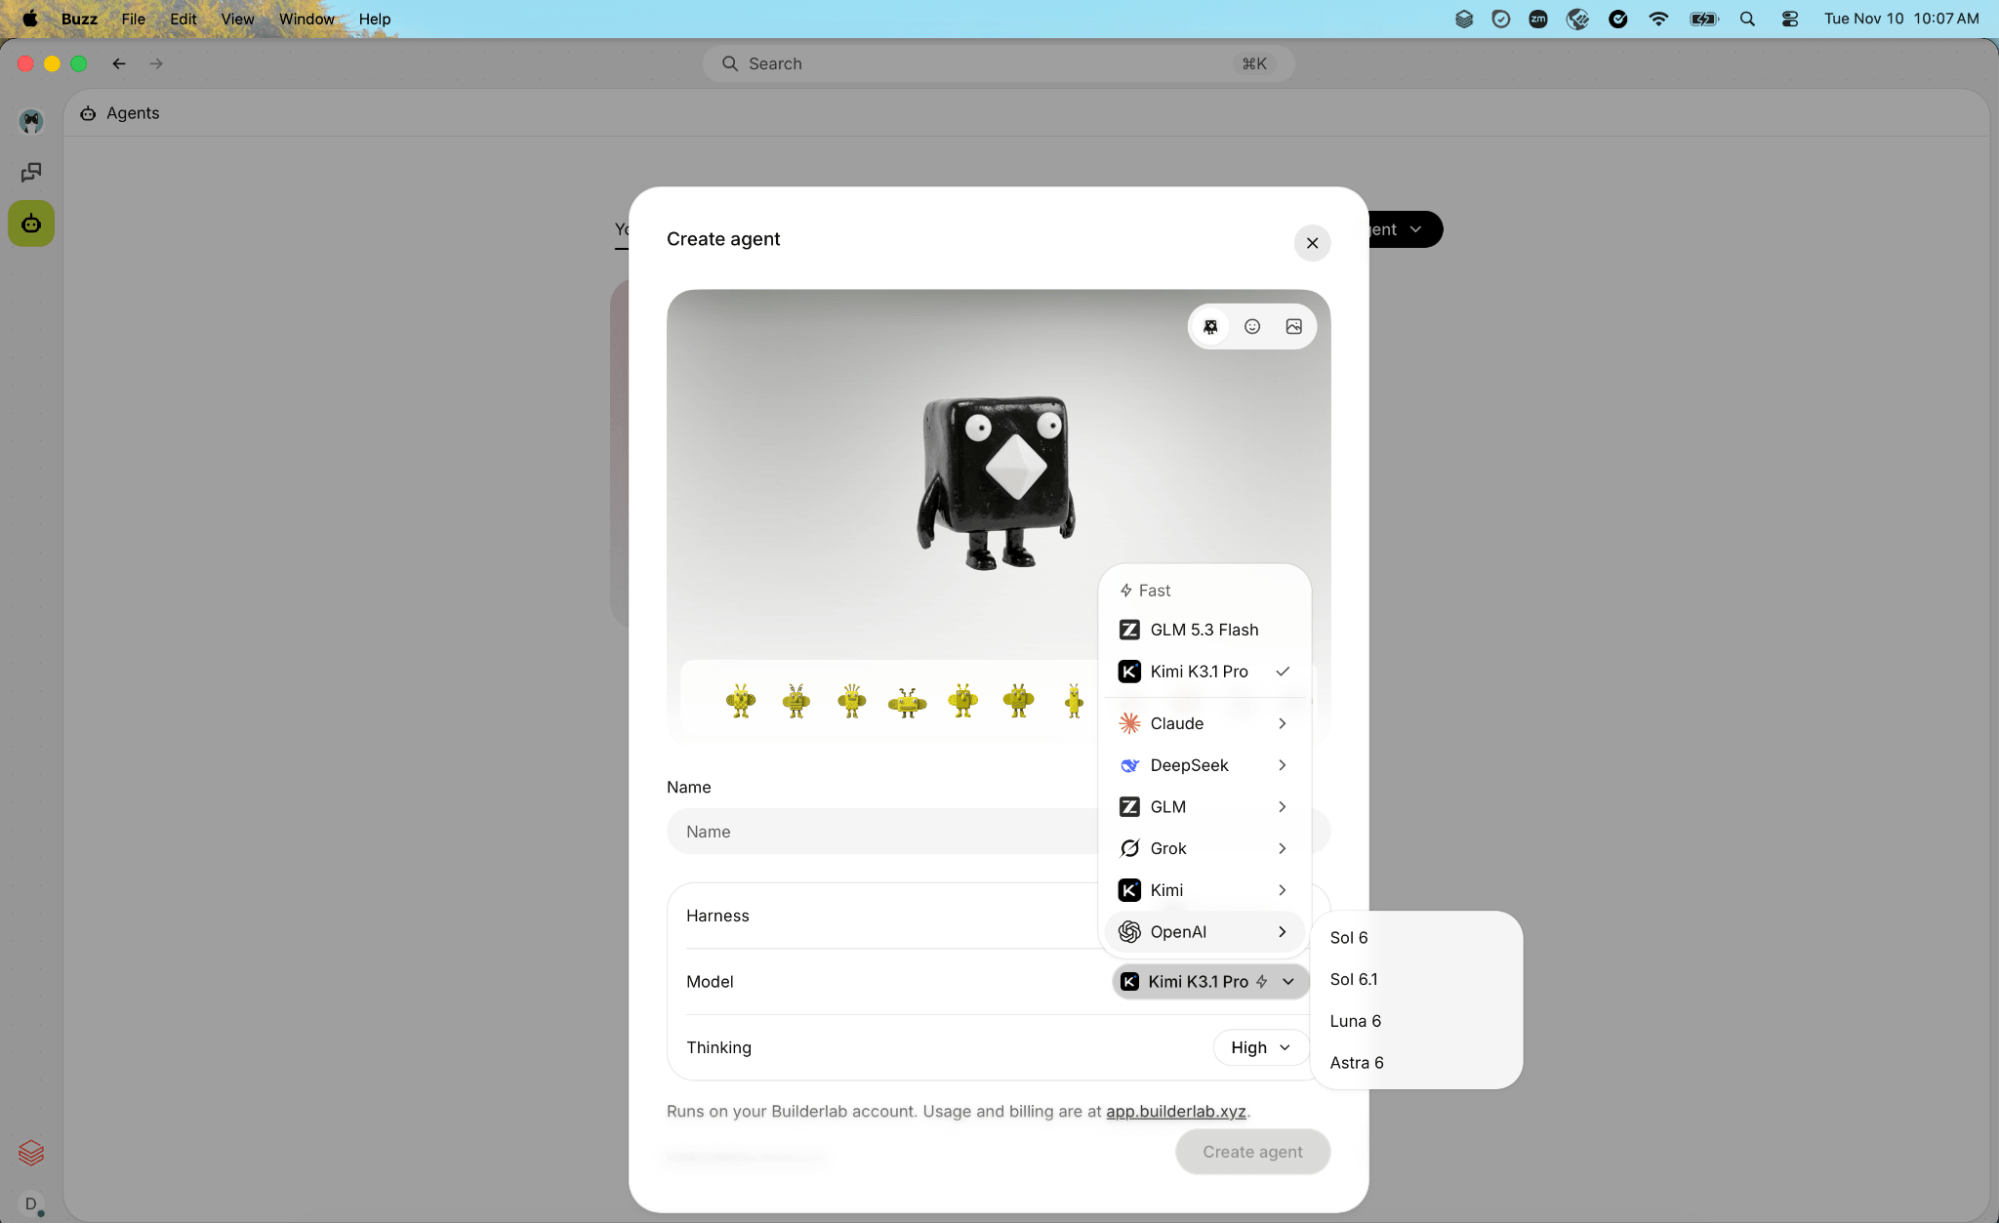 Buzz File Edit View Window Help
zm
Tue Nov 10 10:07 AM
Search ⌘K
Agents
Create agent
Fast
GLM 5.3 Flash
Kimi K3.1 Pro
Claude
DeepSeek
GLM
Grok
Kimi
OpenAI
Sol 6
Sol 6.1
Luna 6
Astra 6
Name
Name
Harness
Model Kimi K3.1 Pro
Thinking High
Runs on your Builderlab account. Usage and billing are at app.builderlab.xyz.
Create agent
D